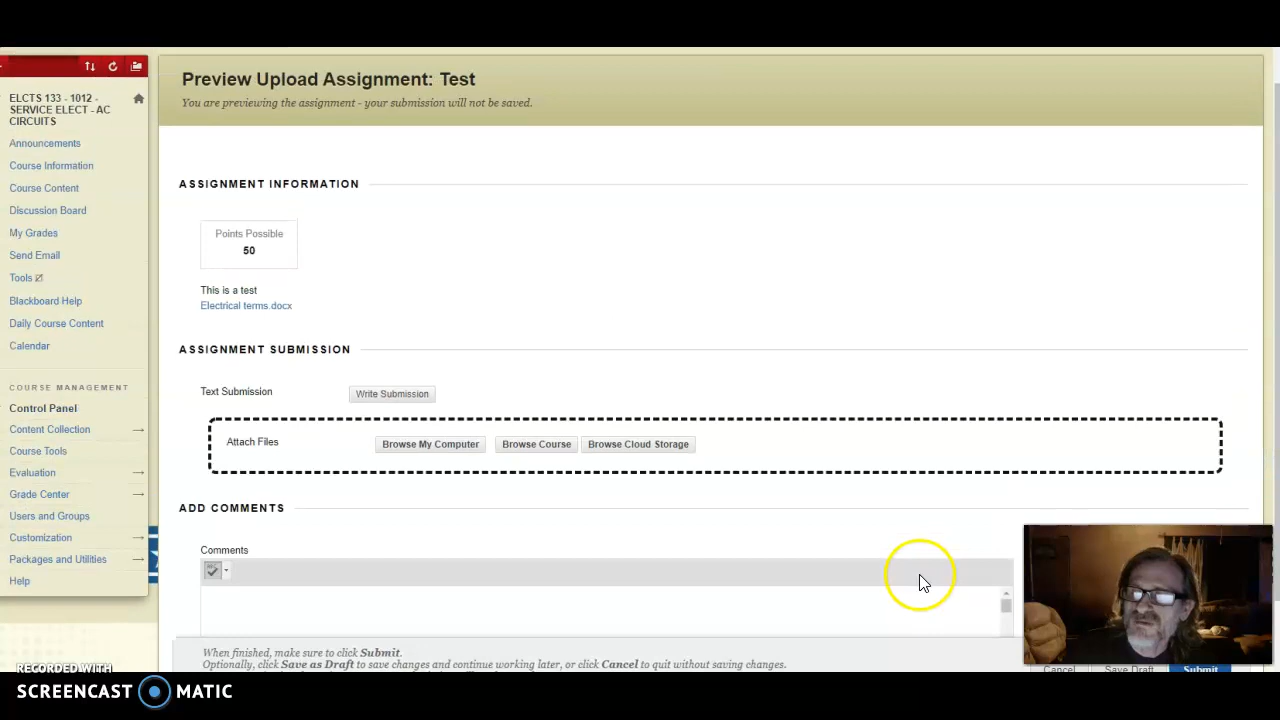 ELCTS 133 - 1012 -
SERVICE ELECT - AC
CIRCUITS
Announcements
Course Information
Course Content
Discussion Board
My Grades
Send Email
Tools
Blackboard Help
Daily Course Content
Calendar
COURSE MANAGEMENT
Control Panel
Content Collection
Course Tools
Evaluation
Grade Center
Users and Groups
Customization
Packages and Utilities
Help
Preview Upload Assignment: Test
You are previewing the assignment - your submission will not be saved.
ASSIGNMENT INFORMATION
Points Possible
50
This is a test
Electrical terms.docx
ASSIGNMENT SUBMISSION
Text Submission Write Submission
Attach Files Browse My Computer Browse Course Browse Cloud Storage
ADD COMMENTS
Comments
When finished, make sure to click Submit.
Optionally, click Save as Draft to save changes and continue working later, or click Cancel to quit without saving changes.
Cancel Save Draft Submit
RECORDED WITH
SCREENCAST MATIC